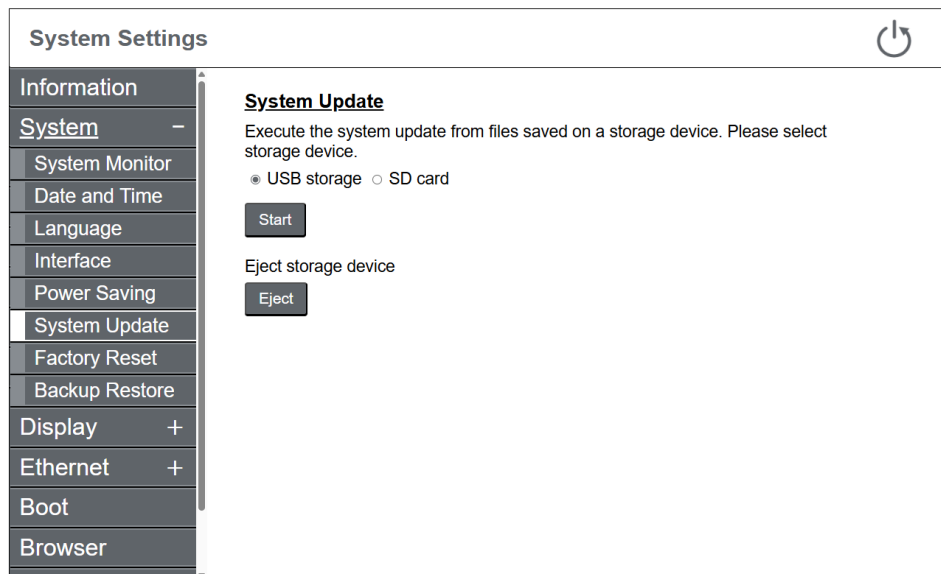 System Settings
Information
System −
System Monitor
Date and Time
Language
Interface
Power Saving
System Update
Factory Reset
Backup Restore
Display +
Ethernet +
Boot
Browser
System Update
Execute the system update from files saved on a storage device. Please select
storage device.
USB storage SD card
Start
Eject storage device
Eject